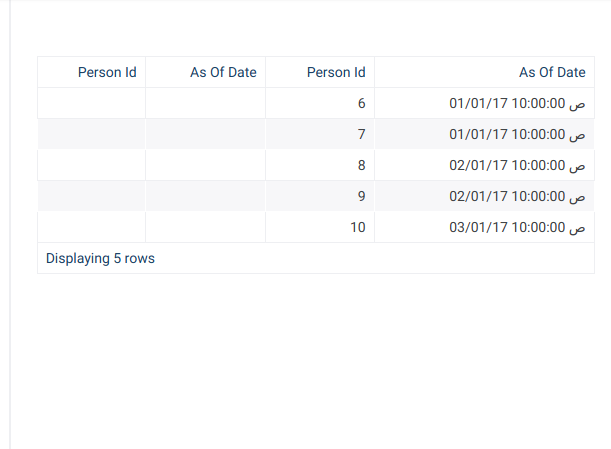 Person Id As Of Date Person Id As Of Date
6 01/01/17 10:00:00 ص
7 01/01/17 10:00:00 ص
8 02/01/17 10:00:00 ص
9 02/01/17 10:00:00 ص
10 03/01/17 10:00:00 ص
Displaying 5 rows